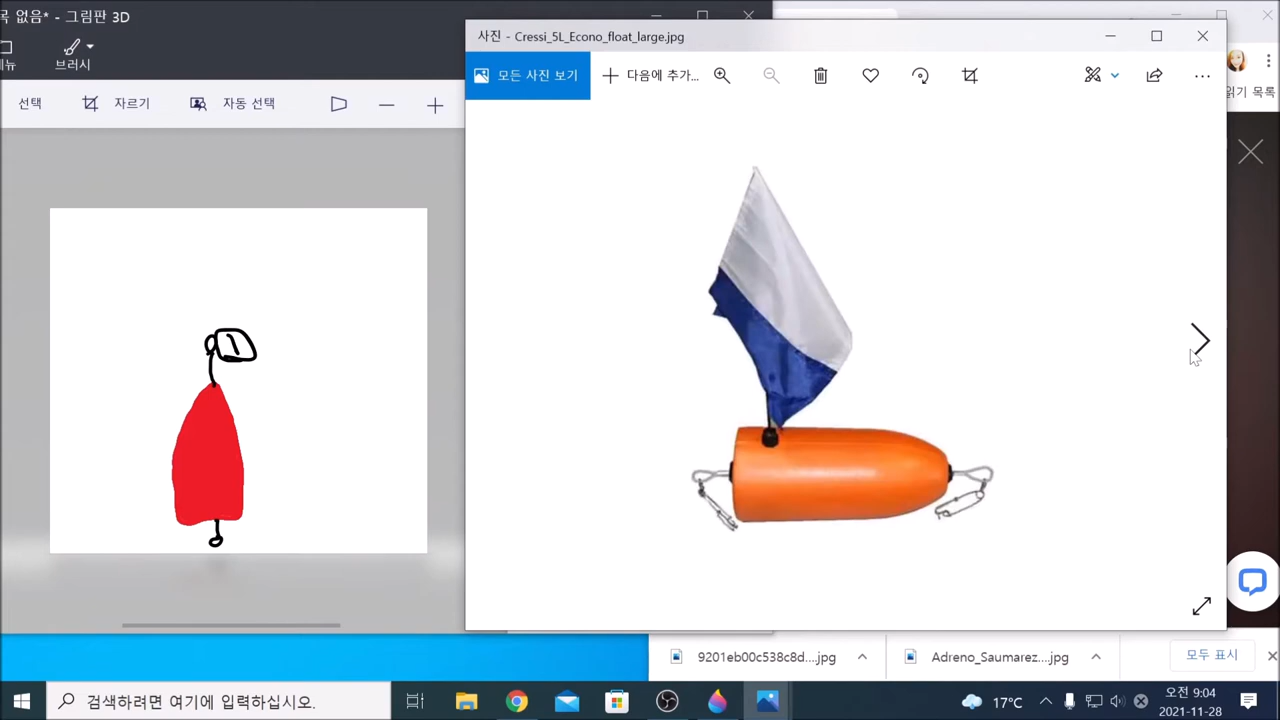 목 없음* - 그림판 3D
메뉴
브러시
선택
자르기
자동 선택
사진 - Cressi_5L_Econo_float_large.jpg
모든 사진 보기
다음에 추가...
읽기 목록
9201eb00c538c8d....jpg
Adreno_Saumarez....jpg
모두 표시
검색하려면 여기에 입력하십시오.
17°C
오전 9:04
2021-11-28